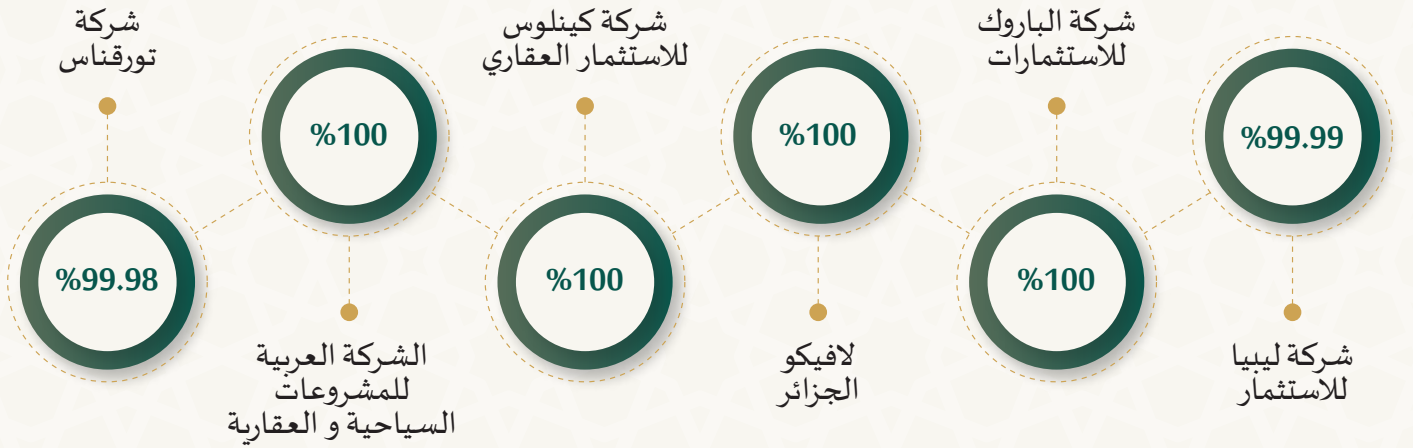 %99.99
شركة ليبيا
للاستثمار
شركة الباروك
للاستثمارات
%100
%100
لافيكو
الجزائر
شركة كينلوس
للاستثمار العقاري
%100
%100
الشركة العربية
للمشروعات
السياحية و العقارية
شركة
تورقناس
%99.98